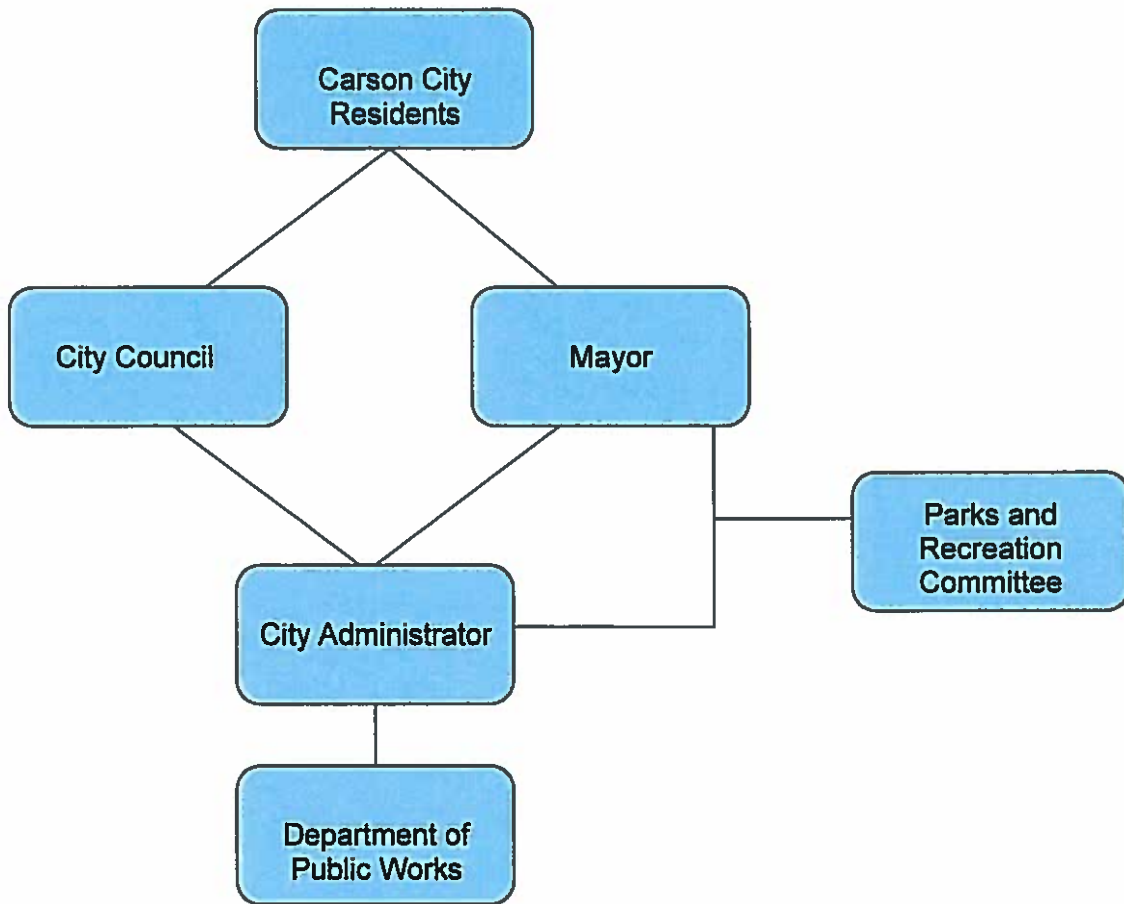 Carson City
Residents
City Council
Mayor
Parks and
Recreation
Committee
City Administrator
Department of
Public Works